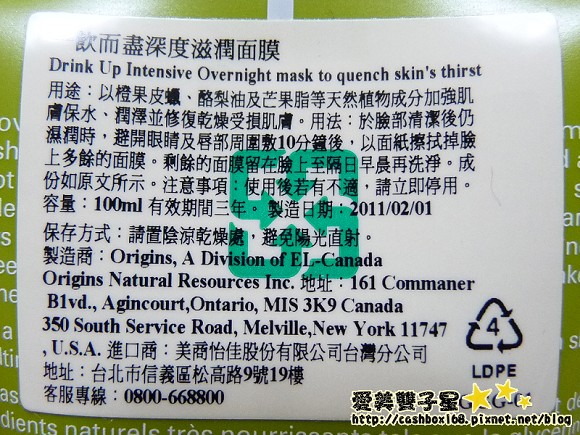 飲而盡深度滋潤面膜
Drink Up Intensive Overnight mask to quench skin's thirst
用途：以橙果皮蠟、酪梨油及芒果脂等天然植物成分加強肌
膚保水、潤澤並修復乾燥受損肌膚。用法：於臉部清潔後仍
濕潤時，避開眼睛及唇部周圍敷10分鐘後，以面紙擦拭掉臉
上多餘的面膜。剩餘的面膜留在臉上至隔日早晨再洗淨。成
份如原文所示。注意事項：使用後若有不適，請立即停用。
容量：100ml 有效期間三年。製造日期：2011/02/01
保存方式：請置陰涼乾燥處，避免陽光直射。
製造商：Origins, A Division of EL-Canada
Origins Natural Resources Inc. 地址：161 Commaner
B1vd., Agincourt,Ontario, MIS 3K9 Canada
350 South Service Road, Melville,New York 11747
, U.S.A. 進口商：美商怡佳股份有限公司台灣分公司
地址：台北市信義區松高路9號19樓
客服專線：0800-668800
4
LDPE
愛美雙子星
http://cashbox168.pixnet.net/blog
dients naturels très nourrissants